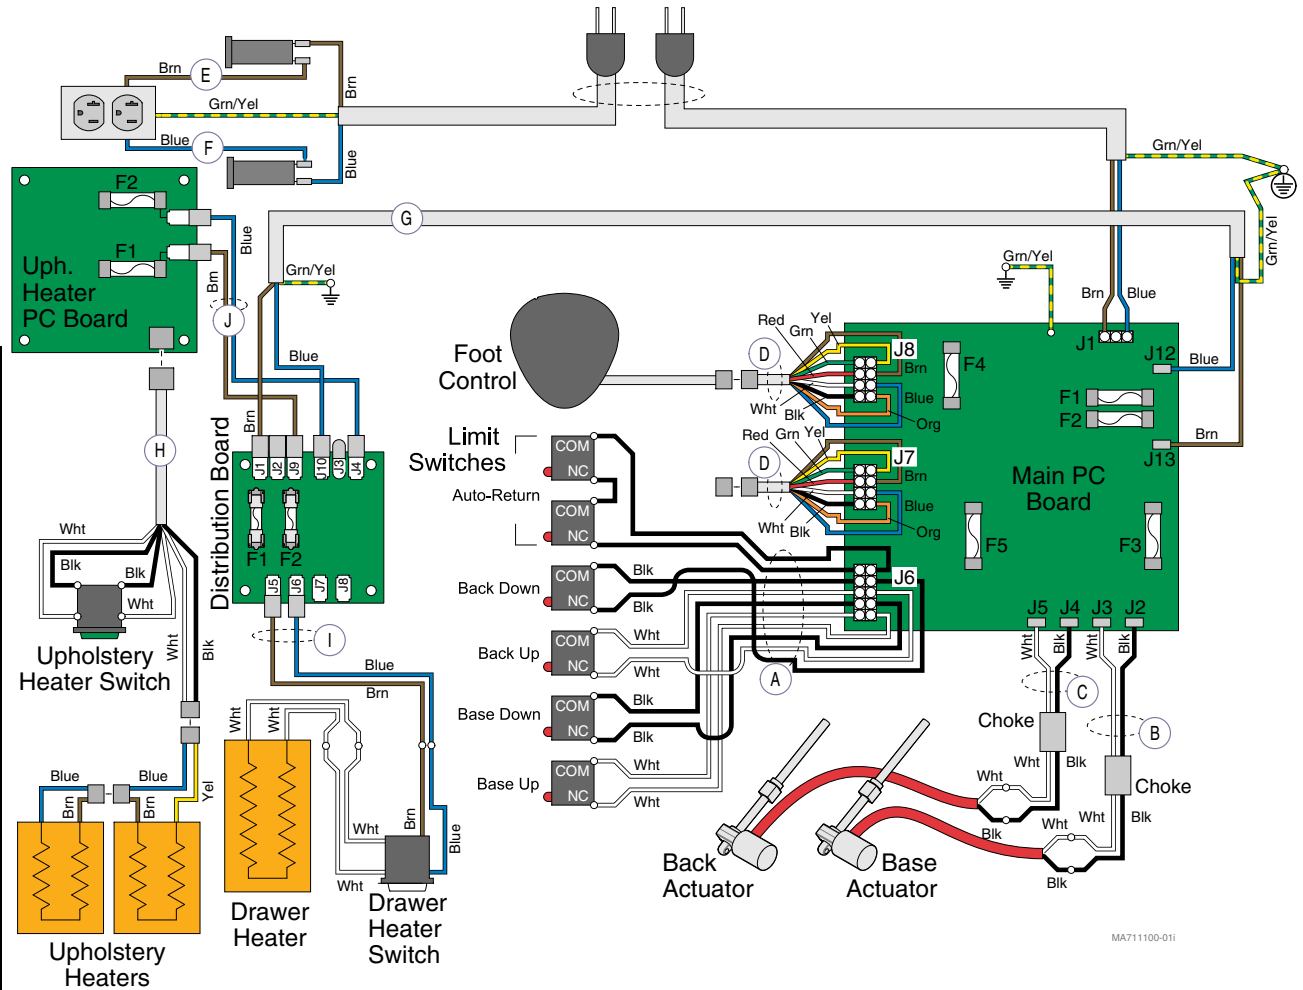 Brn
E
Brn
Grn/Yel
Blue
F
Blue
Grn/Yel
Grn/Yel
F2
F1
Uph.
Heater
PC Board
Blue
Brn
J
G
Grn/Yel
Grn/Yel
Brn
Blue
J1
J12
Blue
Brn
J13
Foot
Control
D
Red
Grn
Yel
J8
Brn
Blue
Org
Wht
Blk
F4
F1
F2
Main PC
Board
F5
F3
D
Red
Grn
Yel
J7
Brn
Blue
Org
Wht
Blk
Limit
Switches
Auto-Return
COM
NC
COM
NC
Back Down
COM
NC
Blk
Blk
Back Up
COM
NC
Wht
Wht
Base Down
COM
NC
Blk
Blk
Base Up
COM
NC
Wht
Wht
A
J6
J5
J4
J3
J2
Wht
Blk
Wht
Blk
C
B
Choke
Choke
Wht
Blk
Wht
Blk
Wht
Blk
Wht
Blk
Back
Actuator
Base
Actuator
Blue
Brn
J1
J2
J9
J10
J3
J4
Distribution Board
F1
F2
J5
J6
J7
J8
I
Blue
Brn
H
Wht
Blk
Blk
Wht
Wht
Blk
Upholstery
Heater Switch
Blue
Blue
Brn
Brn
Yel
Upholstery
Heaters
Wht
Wht
Wht
Wht
Brn
Blue
Drawer
Heater
Drawer
Heater
Switch
MA711100-01i